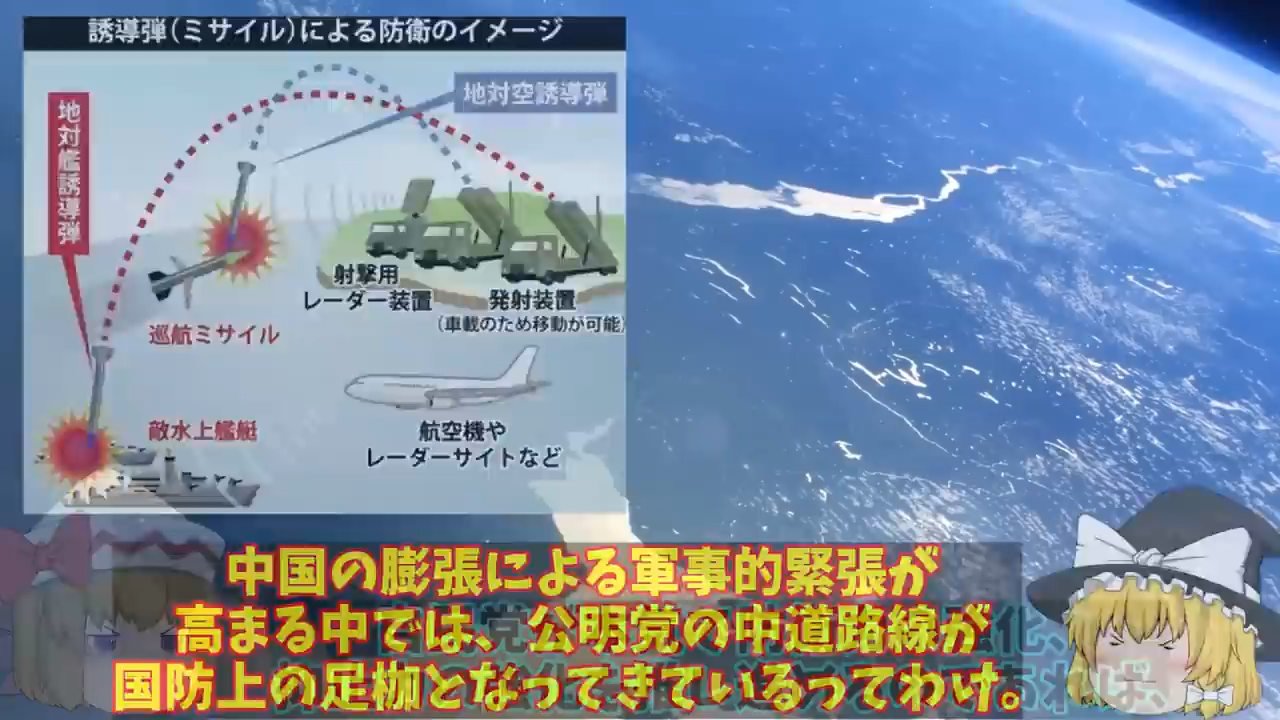 誘導弾(ミサイル)による防衛のイメージ
地対空誘導弾
地対艦誘導弾
射撃用
レーダー装置
発射装置
(車載のため移動が可能)
巡航ミサイル
敵水上艦艇
航空機や
レーダーサイトなど
中国の膨張による軍事的緊張が
高まる中では、公明党の中道路線が
国防上の足枷となってきているってわけ。